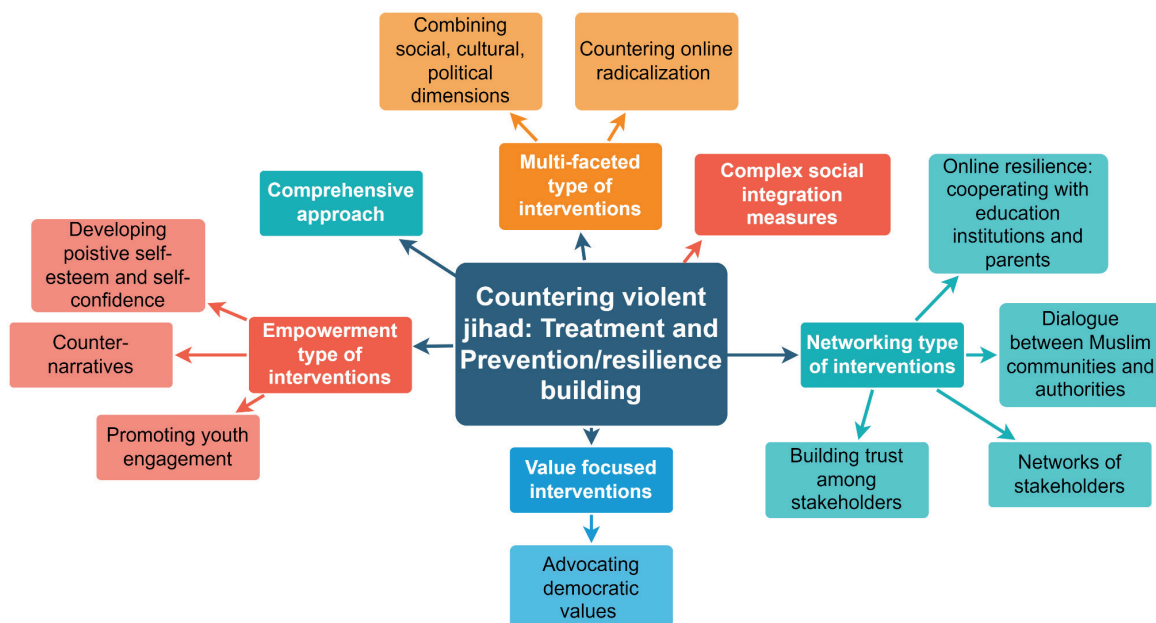 Combining
social, cultural,
political
dimensions
Countering online
radicalization
Multi-faceted
type of
interventions
Comprehensive
approach
Complex social
integration
measures
Online resilience:
cooperating with
education
institutions and
parents
Developing
poistive self-
esteem and self-
confidence
Counter-
narratives
Promoting youth
engagement
Empowerment
type of
interventions
Countering violent
jihad: Treatment and
Prevention/resilience
building
Networking type
of interventions
Dialogue
between Muslim
communities and
authorities
Building trust
among
stakeholders
Networks of
stakeholders
Value focused
interventions
Advocating
democratic
values